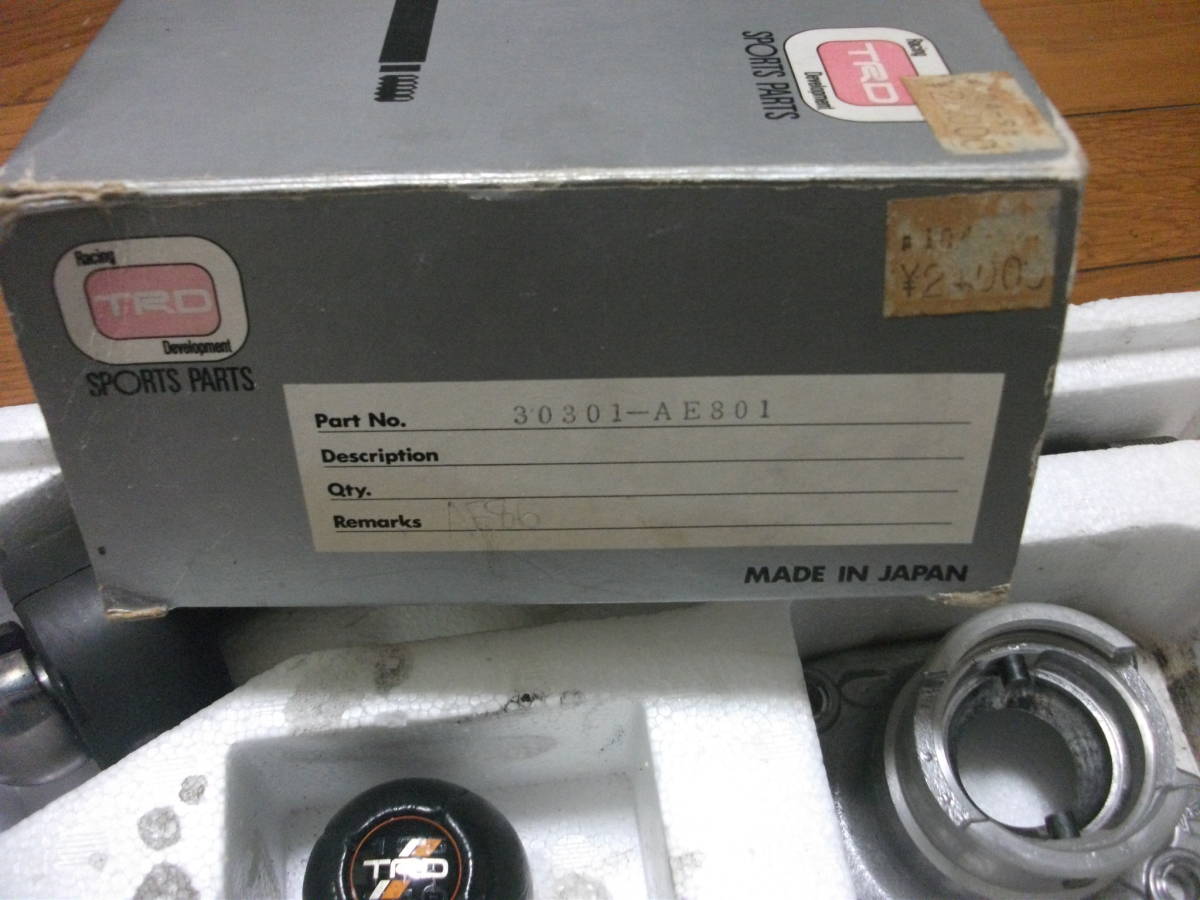 SPORTS PARTS
Racing
TRD
Development
Racing
TRD
Development
SPORTS PARTS
Part No. 30301-AE801
Description
Qty.
Remarks AE86
MADE IN JAPAN
TRD